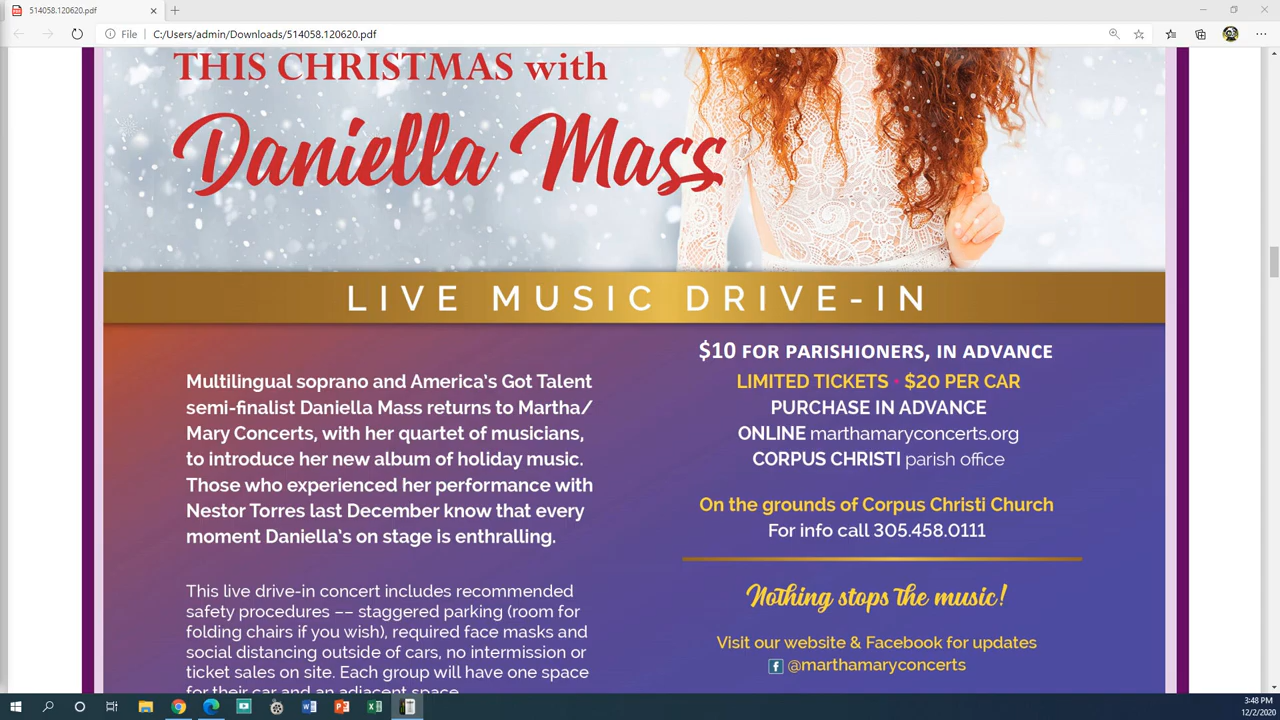 514058.120620.pdf
File
C:/Users/admin/Downloads/514058.120620.pdf
THIS CHRISTMAS with
Daniella Mass
LIVE MUSIC DRIVE-IN
Multilingual soprano and America's Got Talent
semi-finalist Daniella Mass returns to Martha/
Mary Concerts, with her quartet of musicians,
to introduce her new album of holiday music.
Those who experienced her performance with
Nestor Torres last December know that every
moment Daniella's on stage is enthralling.
This live drive-in concert includes recommended
safety procedures –– staggered parking (room for
folding chairs if you wish), required face masks and
social distancing outside of cars, no intermission or
ticket sales on site. Each group will have one space
for their car and an adjacent space
$10 FOR PARISHIONERS, IN ADVANCE
LIMITED TICKETS • $20 PER CAR
PURCHASE IN ADVANCE
ONLINE marthamaryconcerts.org
CORPUS CHRISTI parish office
On the grounds of Corpus Christi Church
For info call 305.458.0111
Nothing stops the music!
Visit our website & Facebook for updates
@marthamaryconcerts
3:48 PM
12/2/2020